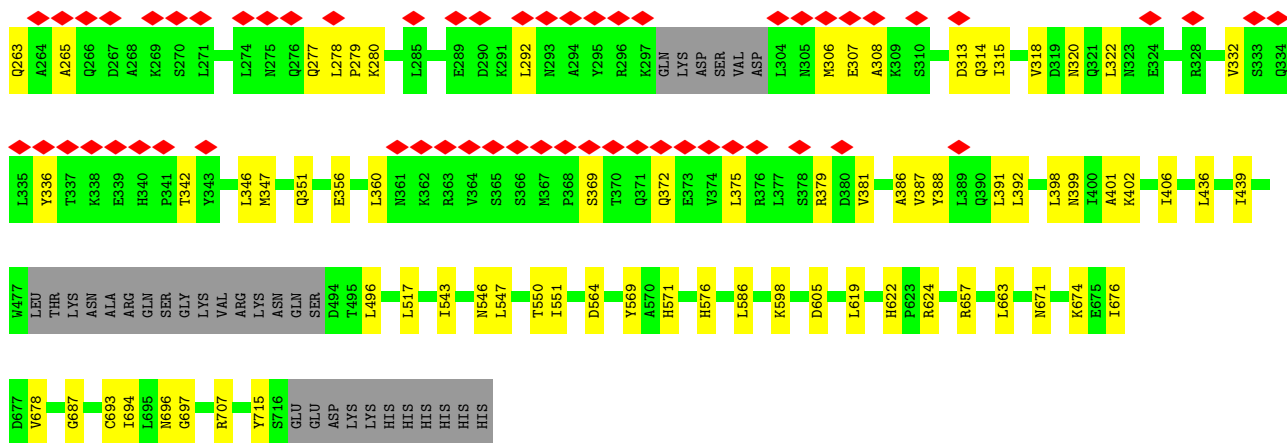 Q263 A264 A265 Q266 D267 A268 K269 S270 L271 L274 N275 Q276 Q277 L278 P279 K280 L285 E289 D290 K291 L292 N293 A294 Y295 R296 K297 GLN LYS ASP SER VAL ASP L304 N305 M306 E307 A308 K309 S310 D313 Q314 I315 V318 D319 N320 Q321 L322 N323 E324 R328 V332 S333 Q334
L335 Y336 T337 K338 E339 H340 P341 T342 Y343 L346 M347 Q351 E356 L360 N361 K362 R363 V364 S365 S366 M367 P368 S369 T370 Q371 Q372 E373 V374 L375 R376 L377 S378 R379 D380 V381 A386 V387 Y388 L389 Q390 L391 L392 L398 N399 I400 A401 K402 I406 L436 I439
W477 LEU THR LYS ASN ALA ARG GLN SER GLY LYS VAL ARG LYS ASN GLN SER D494 T495 L496 L517 I543 N546 L547 T550 I551 D564 Y569 A570 H571 H576 L586 K598 D605 L619 H622 P623 R624 R657 L663 N671 K674 E675 I676
D677 V678 G687 C693 I694 L695 N696 G697 R707 Y715 S716 GLU GLU ASP LYS LYS HIS HIS HIS HIS HIS HIS